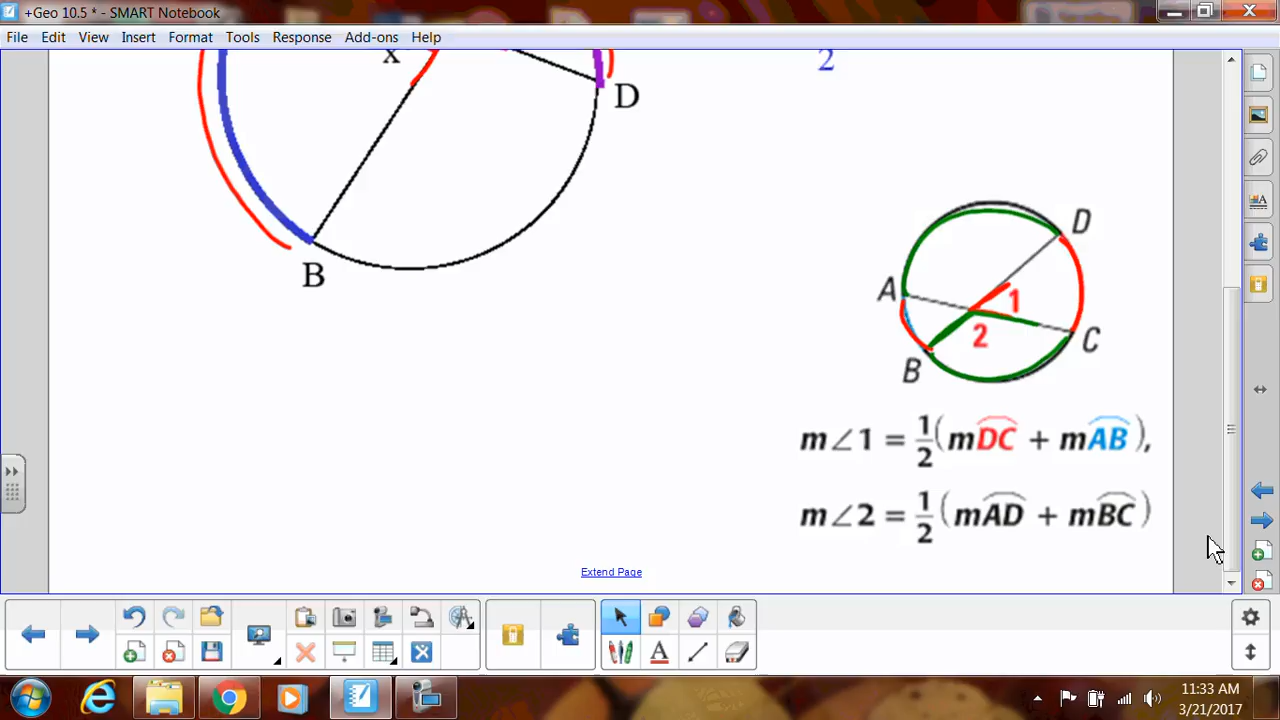 +Geo 10.5 * - SMART Notebook
File Edit View Insert Format Tools Response Add-ons Help
x
2
D
B
D
A
1
2
C
B
m∠1 = 1/2(mDC + mAB),
m∠2 = 1/2(mAD + mBC)
Extend Page
11:33 AM
3/21/2017